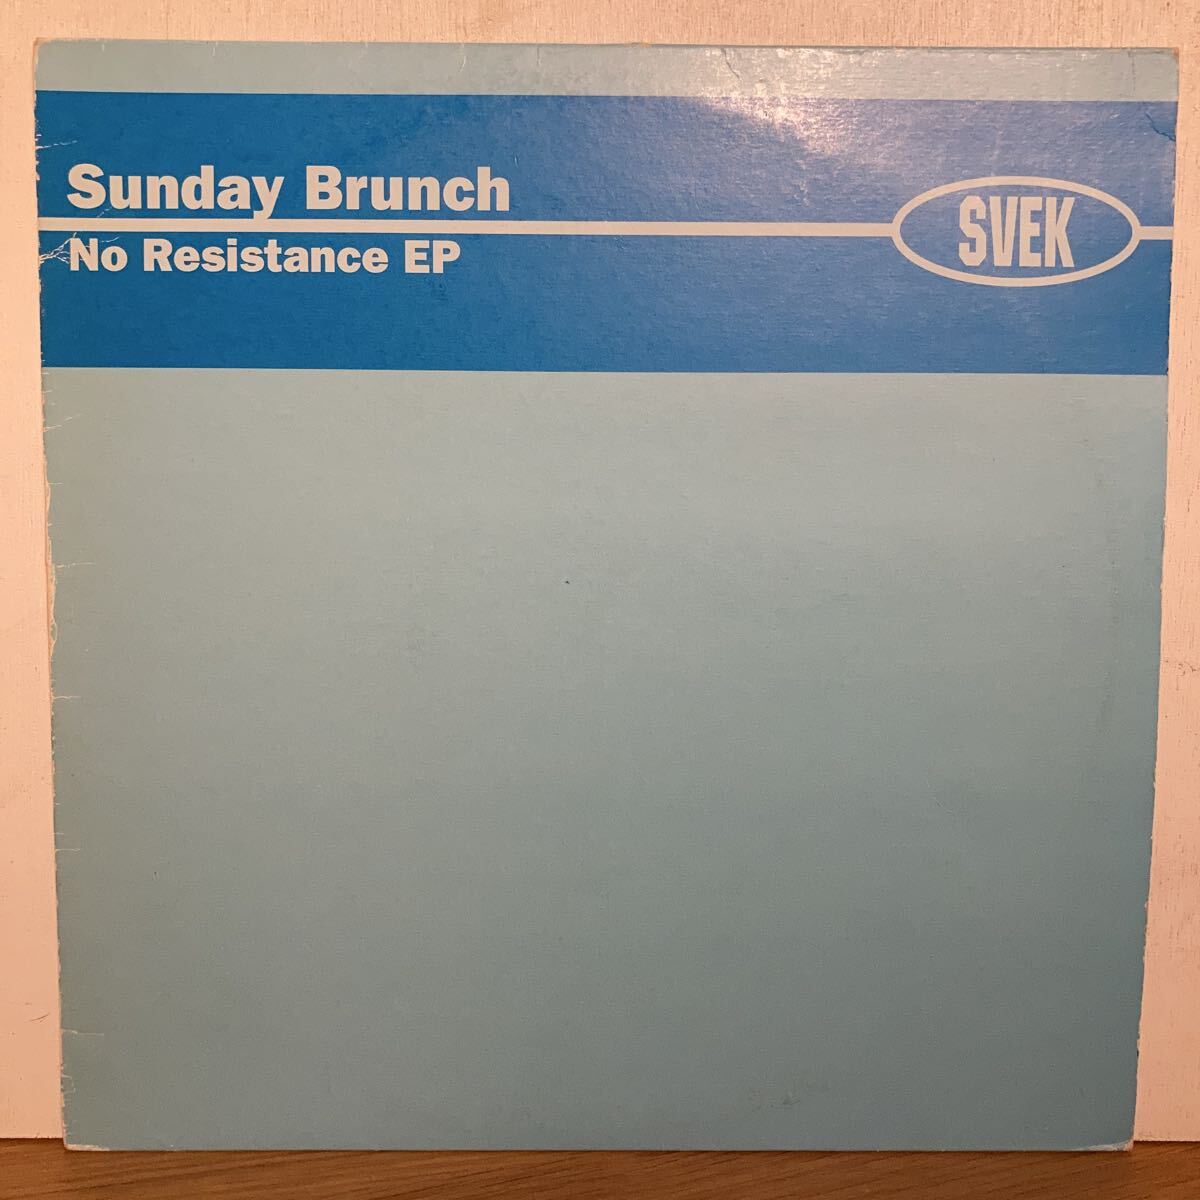 Sunday Brunch
No Resistance EP
SVEK